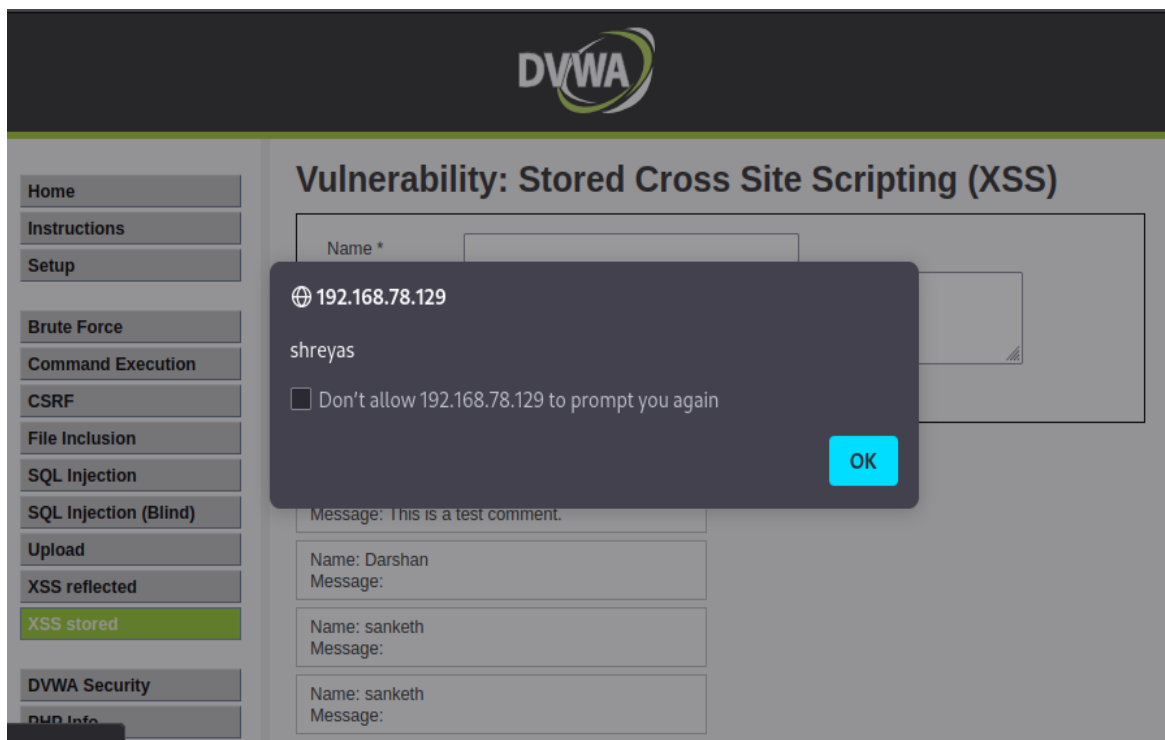 DVWA
Home
Instructions
Setup
Brute Force
Command Execution
CSRF
File Inclusion
SQL Injection
SQL Injection (Blind)
Upload
XSS reflected
XSS stored
DVWA Security
PHP Info
Vulnerability: Stored Cross Site Scripting (XSS)
Name *
192.168.78.129
shreyas
Don't allow 192.168.78.129 to prompt you again
OK
Message: This is a test comment.
Name: Darshan
Message:
Name: sanketh
Message:
Name: sanketh
Message: